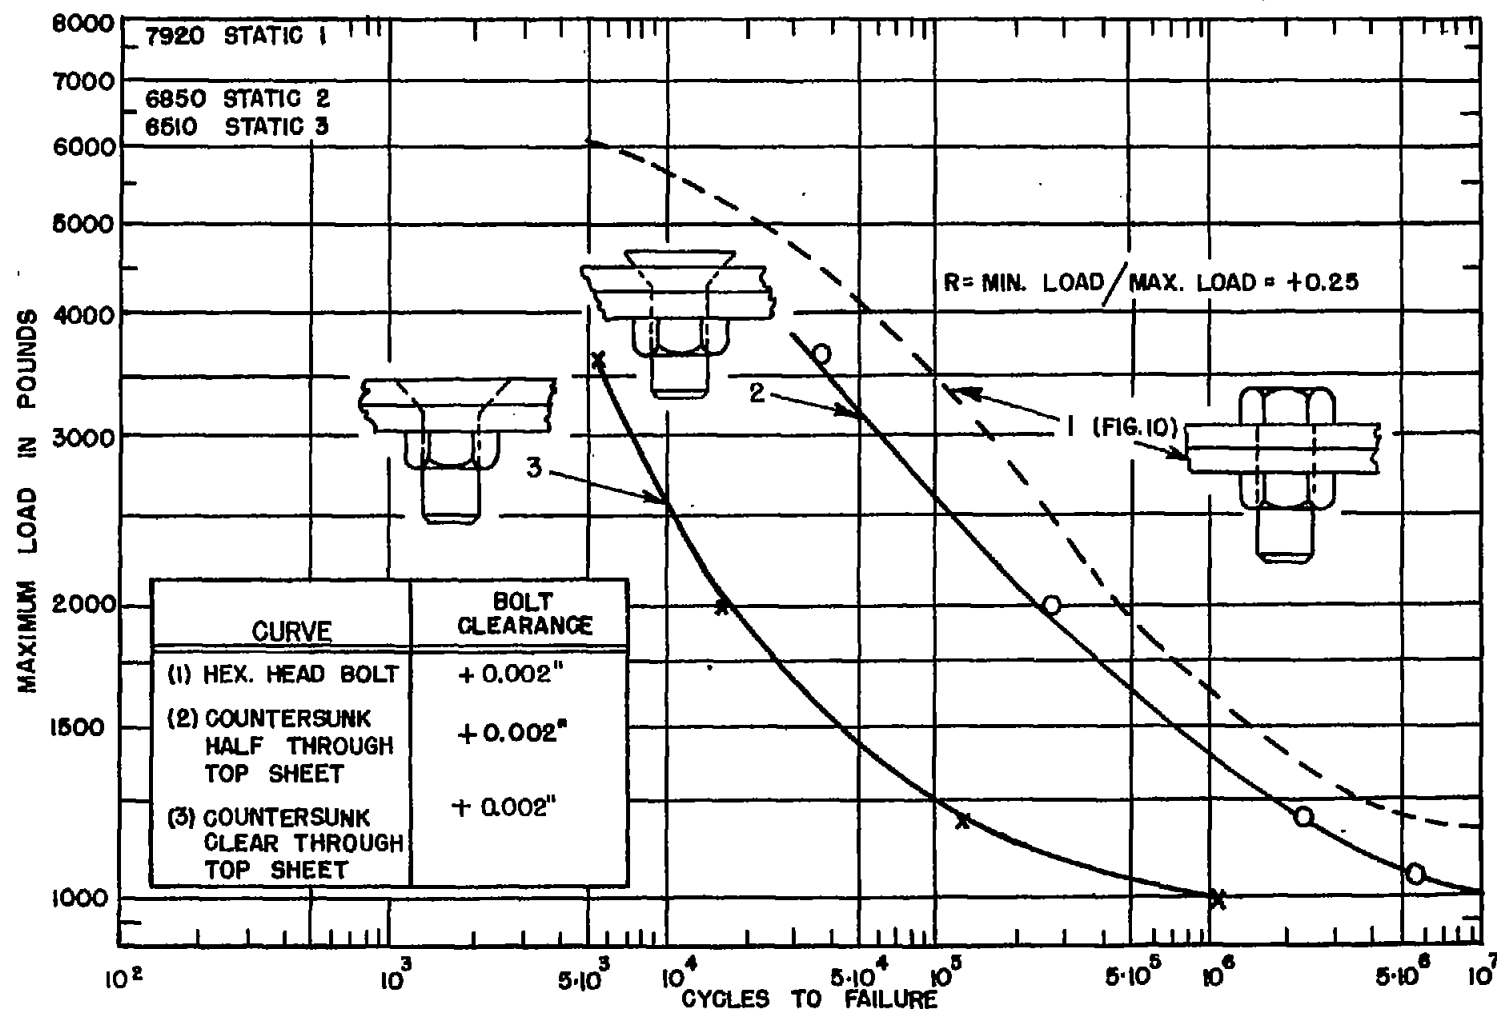 8000
7920 STATIC 1
7000
6850 STATIC 2
6510 STATIC 3
6000
5000
R= MIN. LOAD / MAX. LOAD = +0.25
4000
2
1 (FIG.10)
3000
3
MAXIMUM LOAD IN POUNDS
2000
CURVE
BOLT CLEARANCE
(1) HEX. HEAD BOLT
+ 0.002"
(2) COUNTERSUNK
HALF THROUGH
TOP SHEET
+ 0.002"
(3) COUNTERSUNK
CLEAR THROUGH
TOP SHEET
+ 0.002"
1500
1000
10² 10³ 5·10³ 10⁴ 5·10⁴ 10⁵ 5·10⁵ 10⁶ 5·10⁶ 10⁷
CYCLES TO FAILURE